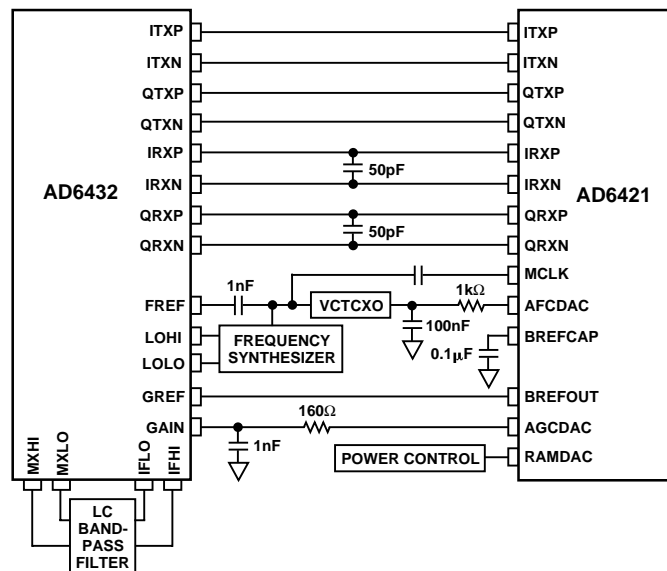 ITXP
ITXP
ITXN
ITXN
QTXP
QTXP
QTXN
QTXN
IRXP
IRXP
50pF
IRXN
IRXN
AD6432
AD6421
QRXP
QRXP
50pF
QRXN
QRXN
MCLK
1nF
1kΩ
FREF
VCTCXO
AFCDAC
100nF
LOHI
FREQUENCY
SYNTHESIZER
BREFCAP
0.1µF
LOLO
GREF
BREFOUT
160Ω
GAIN
AGCDAC
1nF
MXHI
MXLO
IFLO
IFHI
POWER CONTROL
RAMDAC
LC
BAND-
PASS
FILTER